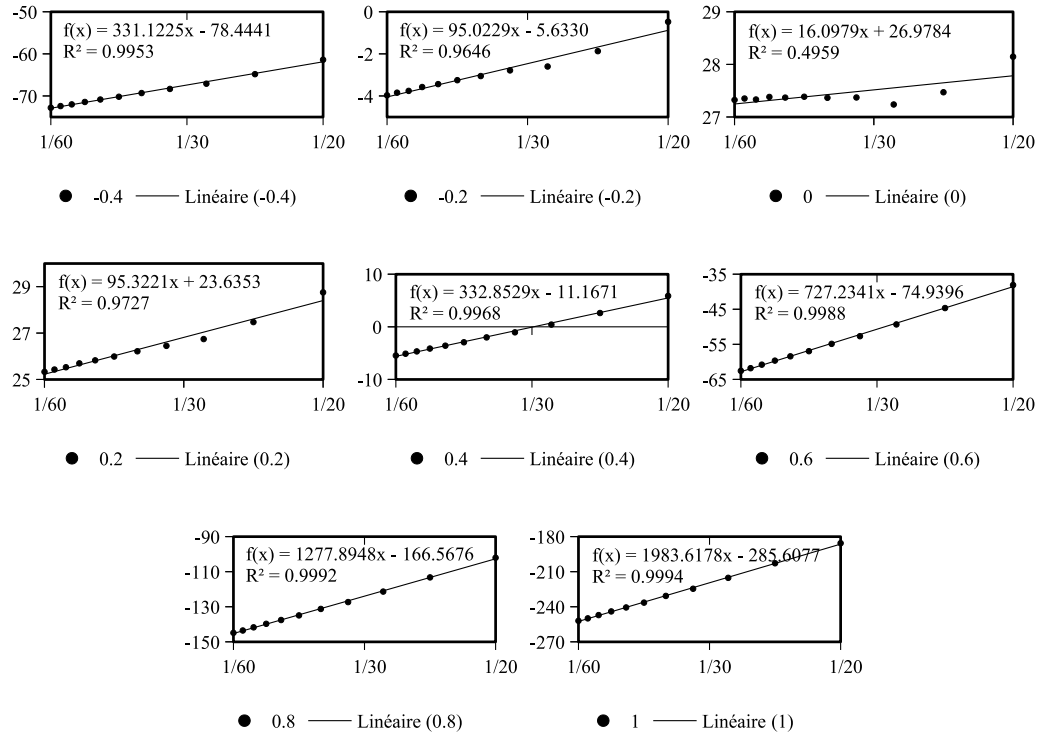 -50
-60
-70
f(x) = 331.1225x - 78.4441
R² = 0.9953
1/60 1/30 1/20
-0.4 Linéaire (-0.4)
0
-2
-4
f(x) = 95.0229x - 5.6330
R² = 0.9646
1/60 1/30 1/20
-0.2 Linéaire (-0.2)
29
28
27
f(x) = 16.0979x + 26.9784
R² = 0.4959
1/60 1/30 1/20
0 Linéaire (0)
29
27
25
f(x) = 95.3221x + 23.6353
R² = 0.9727
1/60 1/30 1/20
0.2 Linéaire (0.2)
10
0
-10
f(x) = 332.8529x - 11.1671
R² = 0.9968
1/60 1/30 1/20
0.4 Linéaire (0.4)
-35
-45
-55
-65
f(x) = 727.2341x - 74.9396
R² = 0.9988
1/60 1/30 1/20
0.6 Linéaire (0.6)
-90
-110
-130
-150
f(x) = 1277.8948x - 166.5676
R² = 0.9992
1/60 1/30 1/20
0.8 Linéaire (0.8)
-180
-210
-240
-270
f(x) = 1983.6178x - 285.6077
R² = 0.9994
1/60 1/30 1/20
1 Linéaire (1)